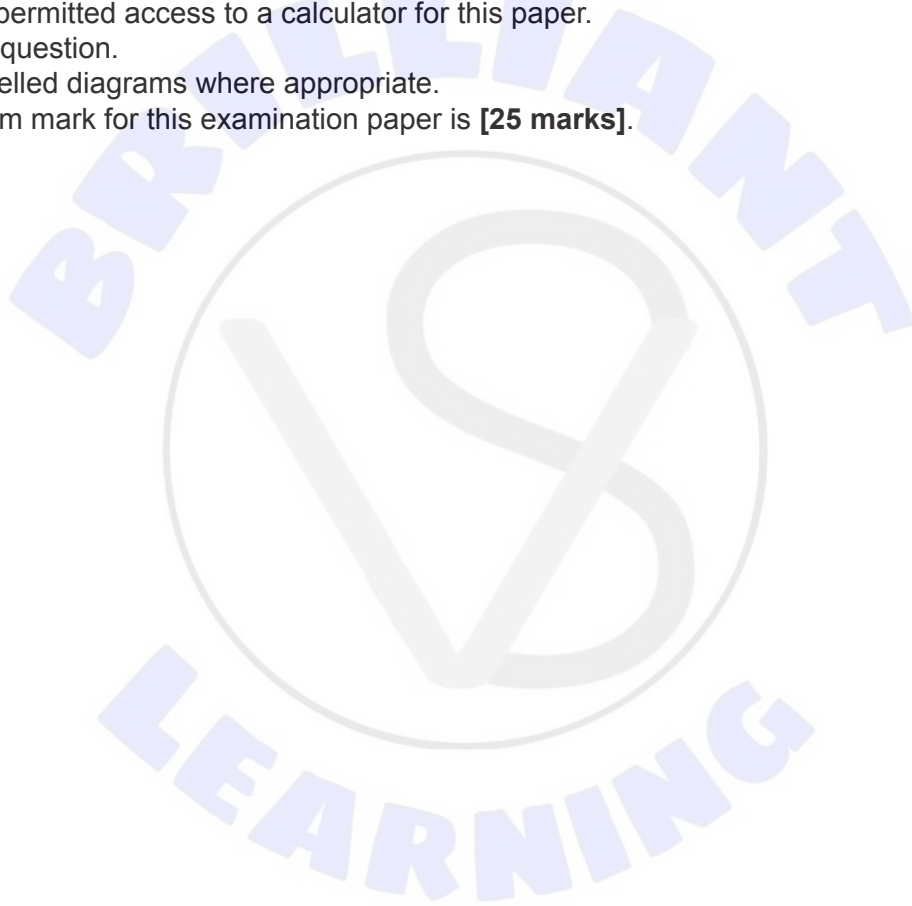 permitted access to a calculator for this paper.
question.
elled diagrams where appropriate.
m mark for this examination paper is [25 marks].
BRILLIANT
VS
LEARNING